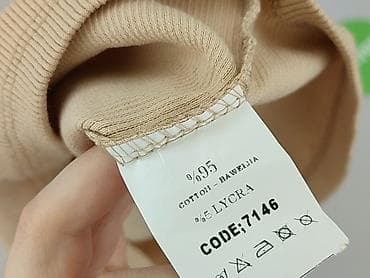 %95
COTTON - BAWEŁNA
%5 LYCRA
CODE;7146